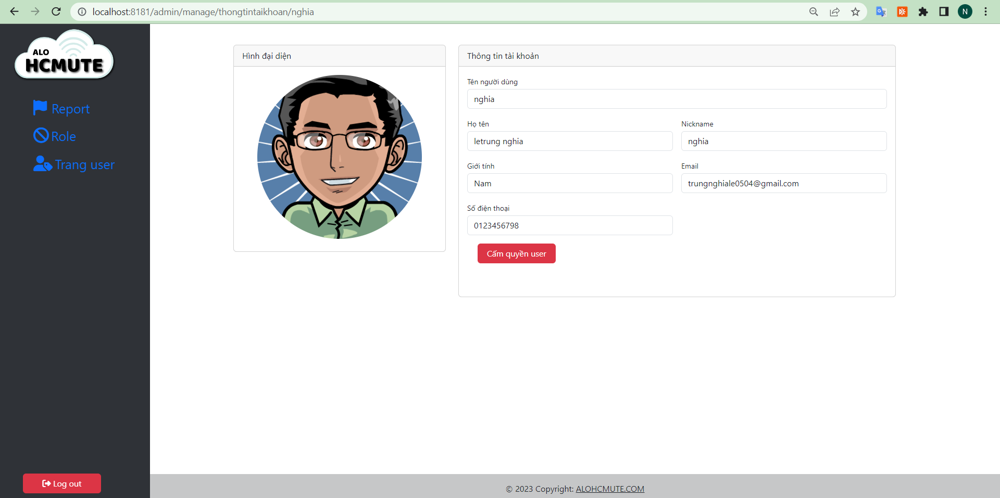 localhost:8181/admin/manage/thongtintaikhoan/nghia
N
ALO
HCMUTE
Report
Role
Trang user
Log out
Hình đại diện
Thông tin tài khoản
Tên người dùng
nghia
Họ tên
Nickname
letrung nghia
nghia
Giới tính
Email
Nam
trungnghiale0504@gmail.com
Số điện thoại
0123456798
Cấm quyền user
© 2023 Copyright: ALOHCMUTE.COM